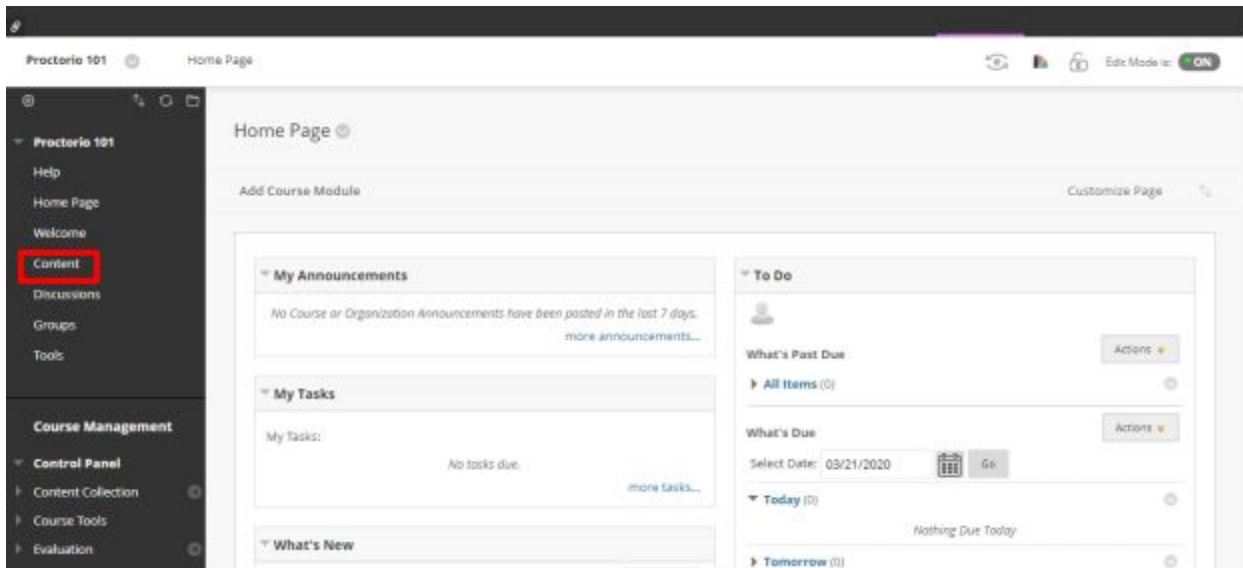 Proctorio 101 Home Page Edit Mode is: ON
Proctorio 101
Help
Home Page
Welcome
Content
Discussions
Groups
Tools
Course Management
Control Panel
Content Collection
Course Tools
Evaluation
Home Page
Add Course Module Customize Page
My Announcements
No Course or Organization Announcements have been posted in the last 7 days.
more announcements...
My Tasks
My Tasks:
No tasks due.
more tasks...
What's New
To Do
What's Past Due Actions
All Items (0)
What's Due Actions
Select Date: 03/21/2020 Go
Today (0)
Nothing Due Today
Tomorrow (0)